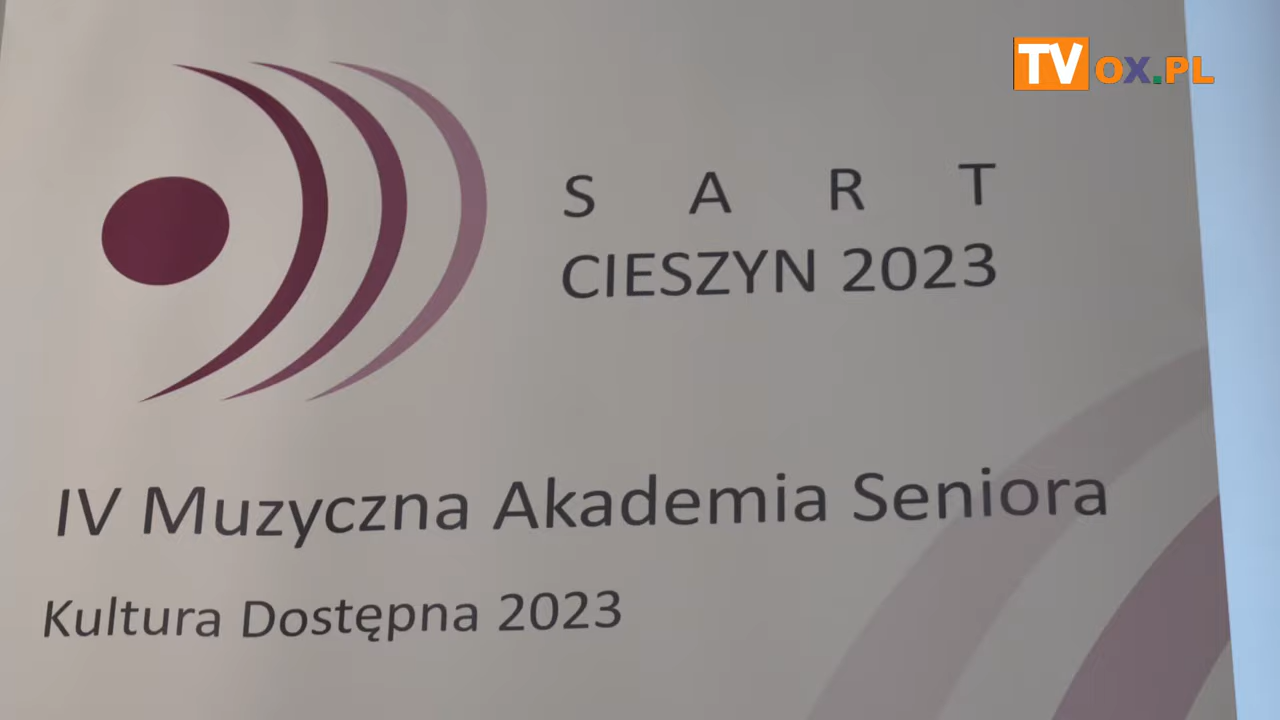 TVOX.PL
S A R T
CIESZYN 2023
IV Muzyczna Akademia Seniora
Kultura Dostępna 2023